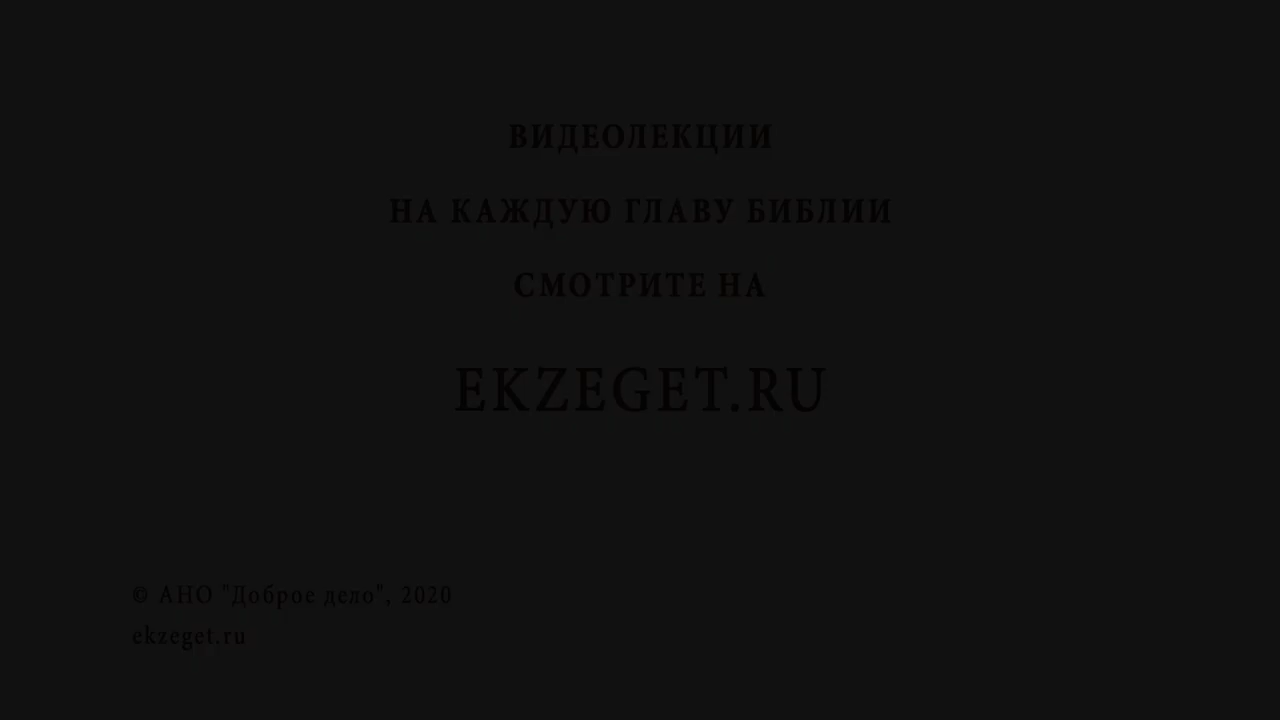 ВИДЕОЛЕКЦИИ
НА КАЖДУЮ ГЛАВУ БИБЛИИ
СМОТРИТЕ НА
EKZEGET.RU
© АНО "Доброе дело", 2020
ekzeget.ru